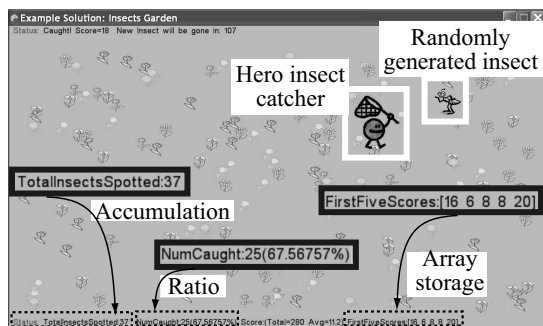 Example Solution: Insects Garden
Status: Caught! Score=18 New Insect will be gone in: 107
Randomly
generated insect
Hero insect
catcher
TotalInsectsSpotted:37
FirstFiveScores:[16 6 8 8 20]
Accumulation
NumCaught:25(67.56757%)
Ratio
Array
storage
Status: TotalInsectsSpotted:37 NumCaught:25(67.56757%) Score:(Total=280 Avg=11.2) FirstFiveScores:[16 6 8 8 20]